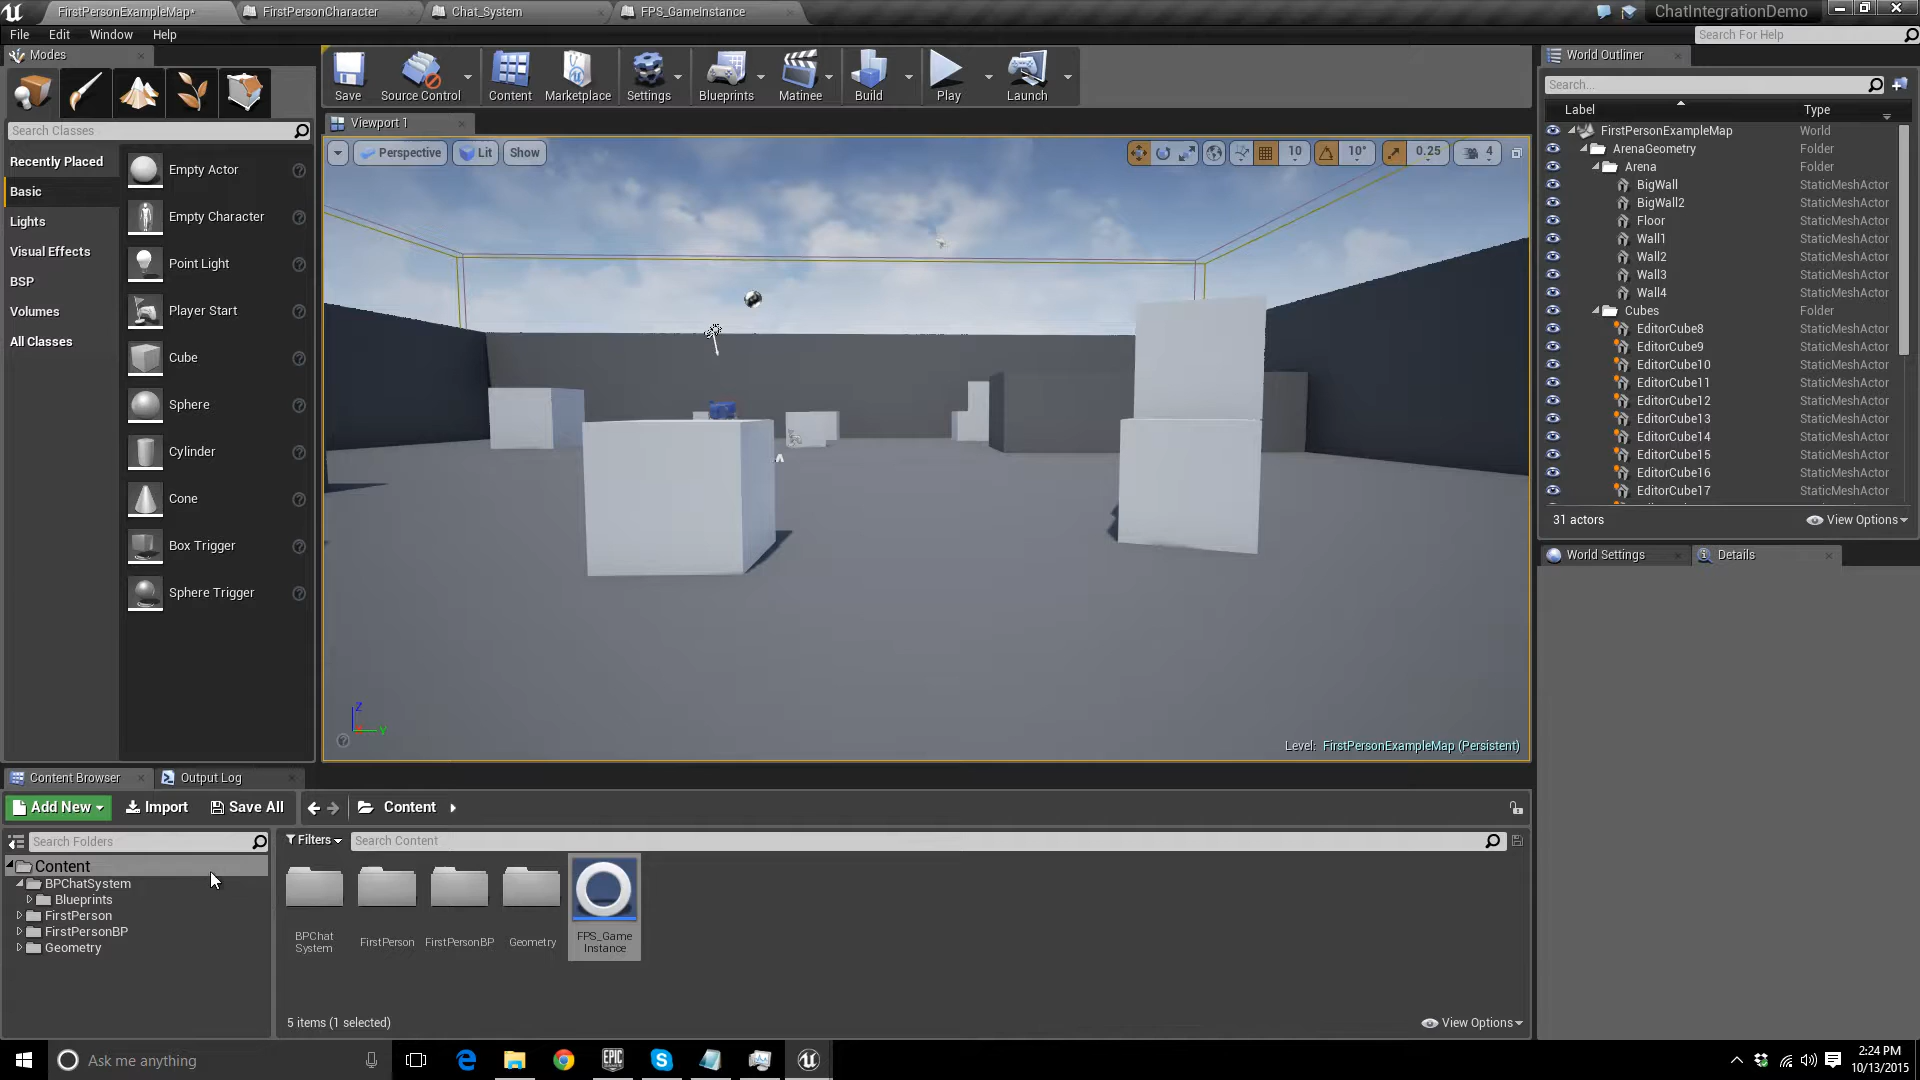 FirstPersonExampleMap*
FirstPersonCharacter
Chat_System
FPS_GameInstance
ChatIntegrationDemo
File Edit Window Help
Search For Help
Modes
Search Classes
Recently Placed
Basic
Lights
Visual Effects
BSP
Volumes
All Classes
Empty Actor
Empty Character
Point Light
Player Start
Cube
Sphere
Cylinder
Cone
Box Trigger
Sphere Trigger
Save
Source Control
Content
Marketplace
Settings
Blueprints
Matinee
Build
Play
Launch
Viewport 1
Perspective Lit Show
10 10° 0.25 4
Z
Y
Level: FirstPersonExampleMap (Persistent)
World Outliner
Search...
Label Type
FirstPersonExampleMap World
ArenaGeometry Folder
Arena Folder
BigWall StaticMeshActor
BigWall2 StaticMeshActor
Floor StaticMeshActor
Wall1 StaticMeshActor
Wall2 StaticMeshActor
Wall3 StaticMeshActor
Wall4 StaticMeshActor
Cubes Folder
EditorCube8 StaticMeshActor
EditorCube9 StaticMeshActor
EditorCube10 StaticMeshActor
EditorCube11 StaticMeshActor
EditorCube12 StaticMeshActor
EditorCube13 StaticMeshActor
EditorCube14 StaticMeshActor
EditorCube15 StaticMeshActor
EditorCube16 StaticMeshActor
EditorCube17 StaticMeshActor
31 actors View Options
World Settings Details
Content Browser Output Log
Add New Import Save All Content
Search Folders
Content
BPChatSystem
Blueprints
FirstPerson
FirstPersonBP
Geometry
Filters Search Content
BPChat
System
FirstPerson
FirstPersonBP
Geometry
FPS_Game
Instance
5 items (1 selected) View Options
Ask me anything
EPIC
GAMES
2:24 PM
10/13/2015